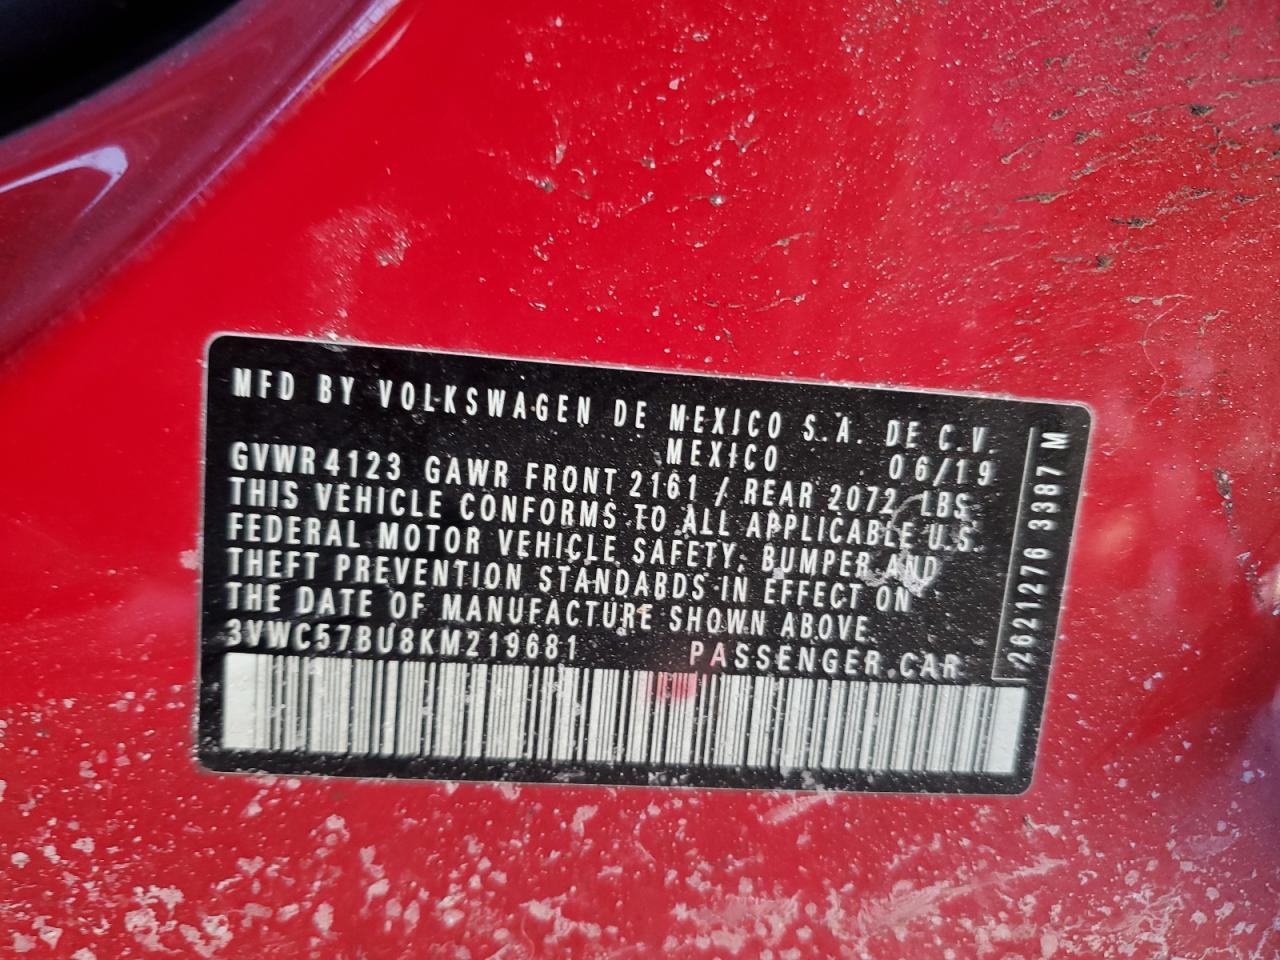 MFD BY VOLKSWAGEN DE MEXICO S.A. DE C.V.
MEXICO 06/19
GVWR 4123 GAWR FRONT 2161 / REAR 2072 LBS
THIS VEHICLE CONFORMS TO ALL APPLICABLE U.S.
FEDERAL MOTOR VEHICLE SAFETY, BUMPER AND
THEFT PREVENTION STANDARDS IN EFFECT ON
THE DATE OF MANUFACTURE SHOWN ABOVE.
3VWC57BU8KM219681 PASSENGER CAR
2621276 3387 M